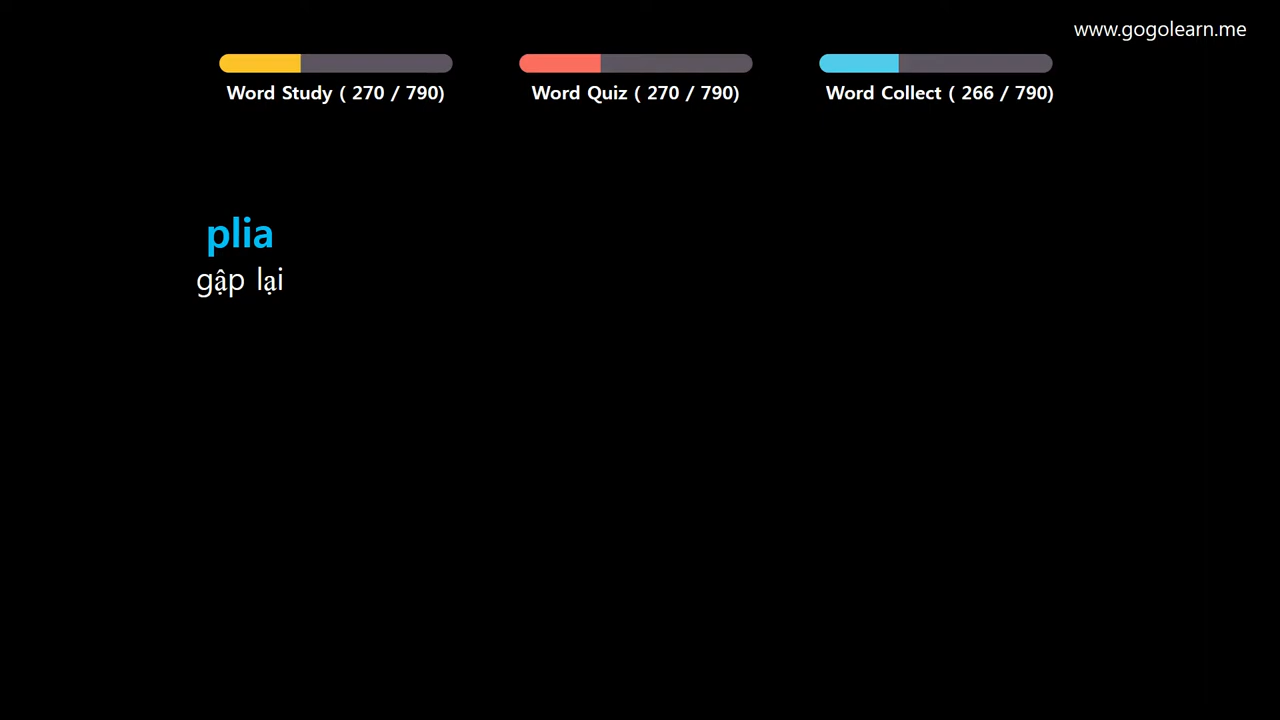 www.gogolearn.me
Word Study ( 270 / 790)
Word Quiz ( 270 / 790)
Word Collect ( 266 / 790)
plia
gập lại